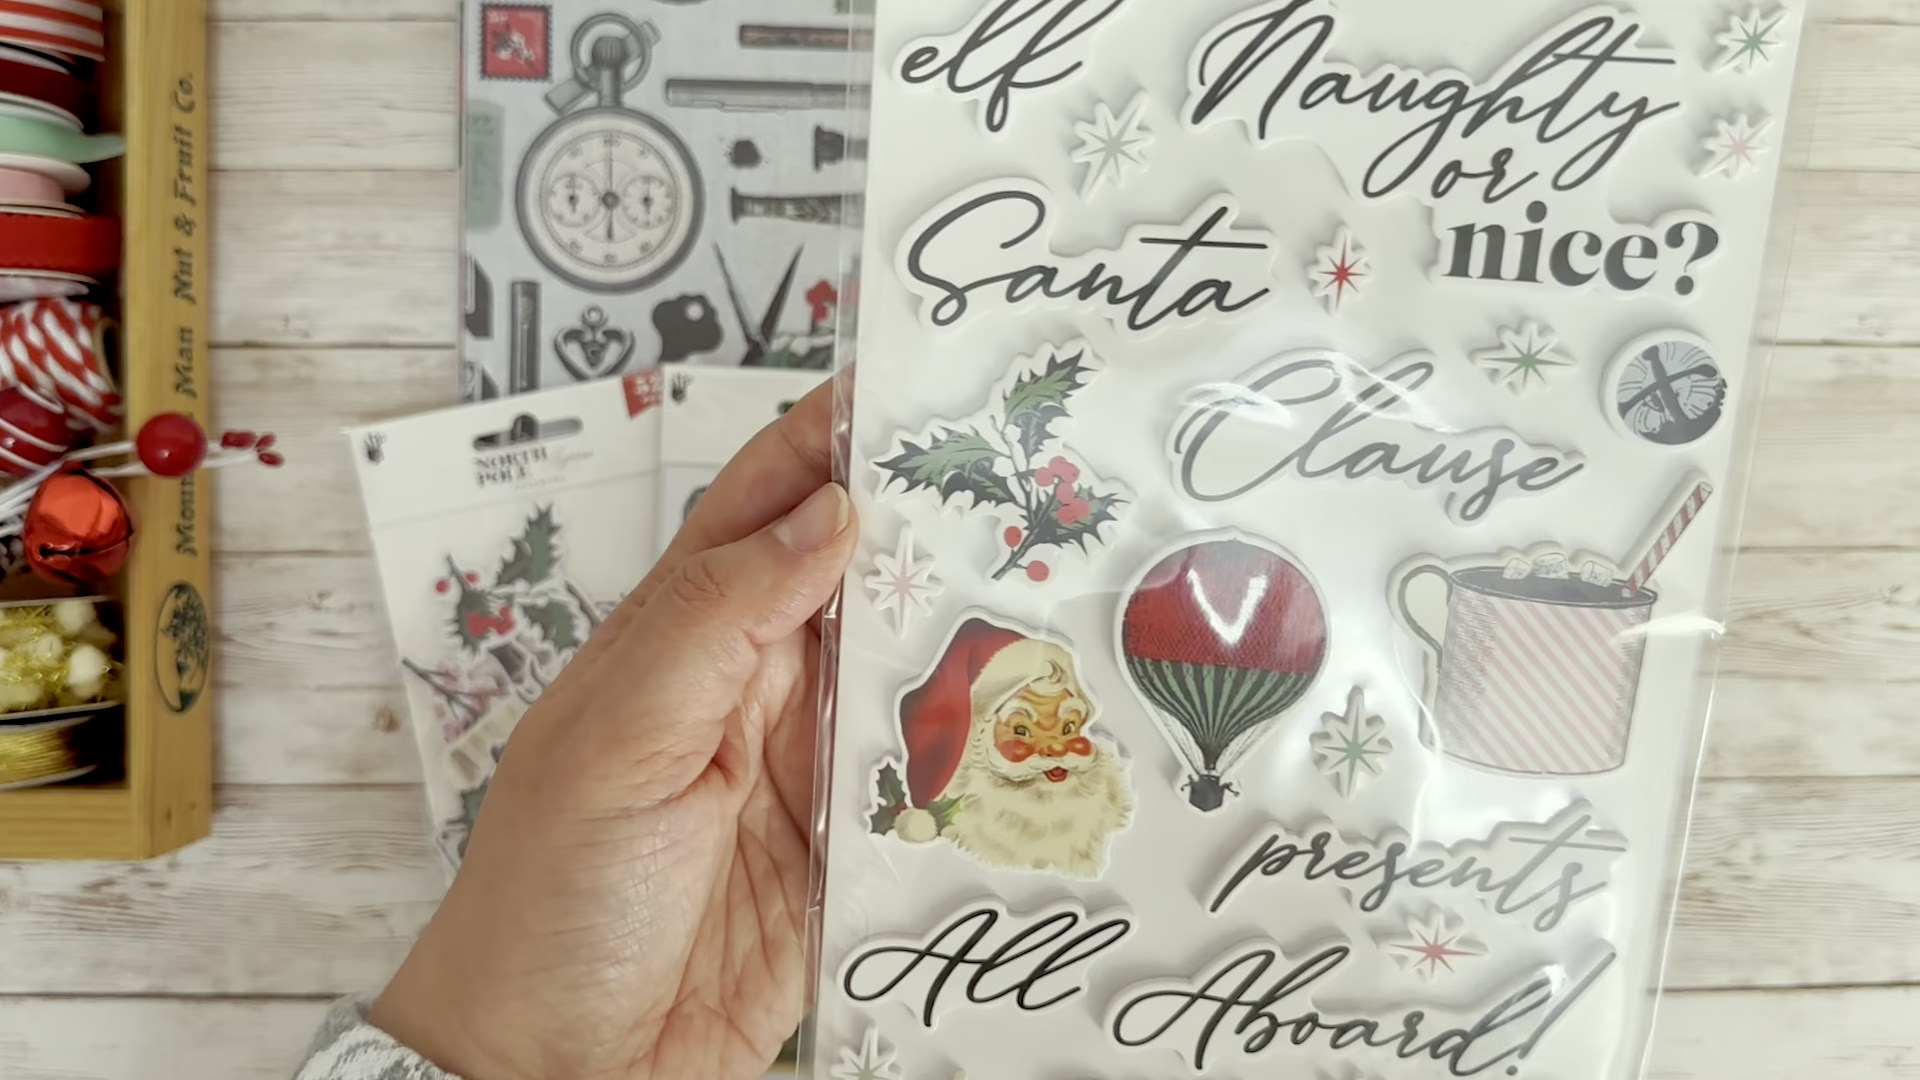 elf
Naughty
or
nice?
Santa
Clause
presents
All Aboard!
NORTH
POLE
Mountain Man Nut & Fruit Co.